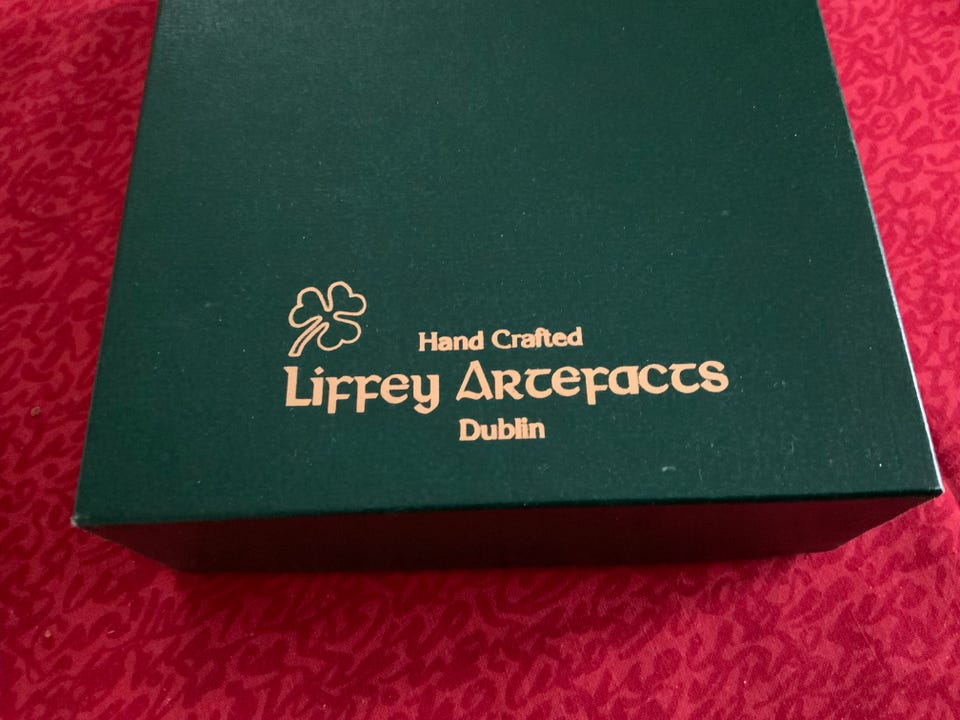 Hand Crafted
Liffey Artefacts
Dublin